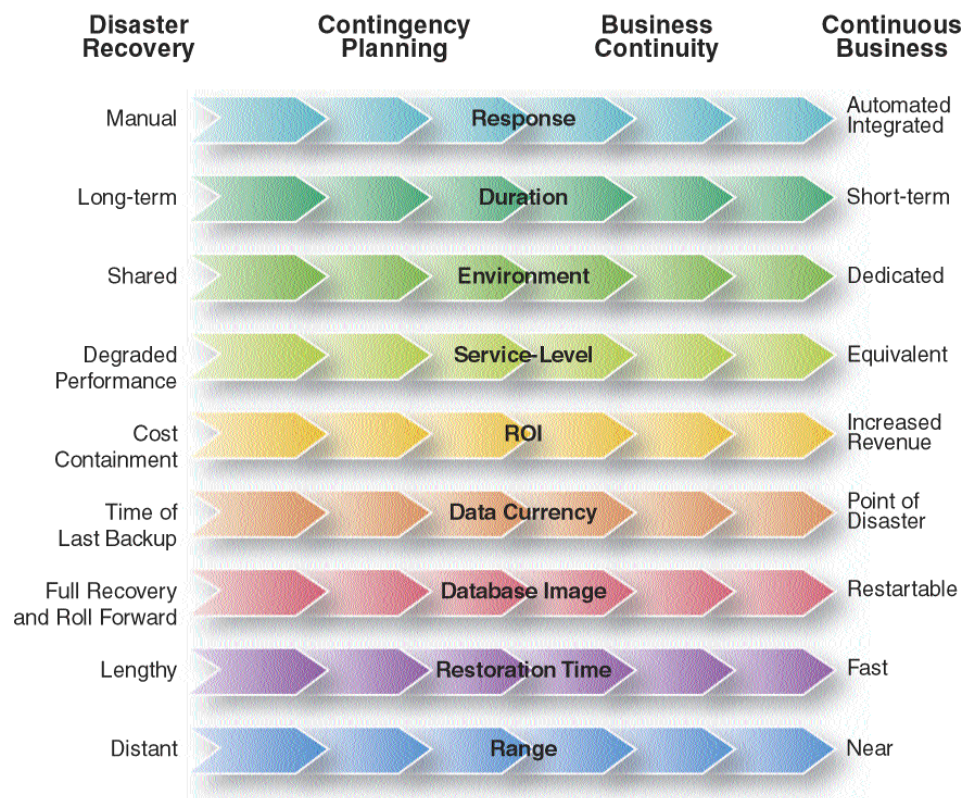 Disaster
Recovery
Contingency
Planning
Business
Continuity
Continuous
Business
Manual
Response
Automated
Integrated
Long-term
Duration
Short-term
Shared
Environment
Dedicated
Degraded
Performance
Service-Level
Equivalent
Cost
Containment
ROI
Increased
Revenue
Time of
Last Backup
Data Currency
Point of
Disaster
Full Recovery
and Roll Forward
Database Image
Restartable
Lengthy
Restoration Time
Fast
Distant
Range
Near